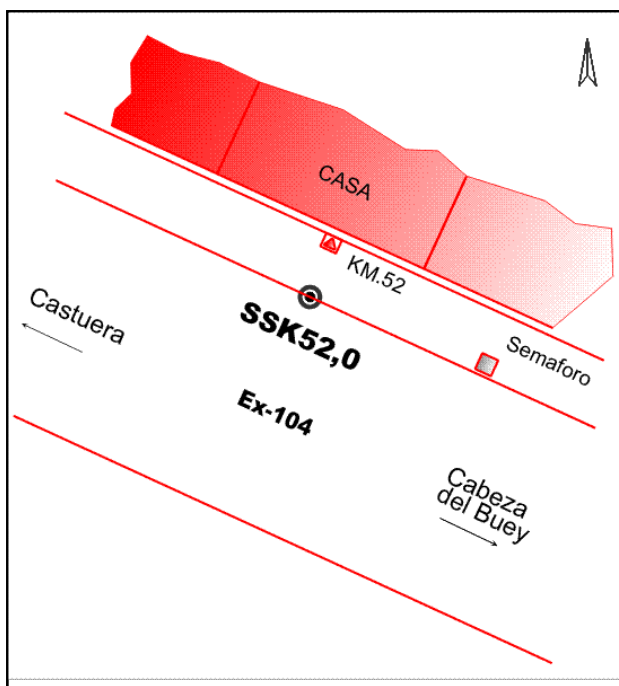 CASA
KM.52
Castuera
SSK52,0
Semaforo
Ex-104
Cabeza
del Buey